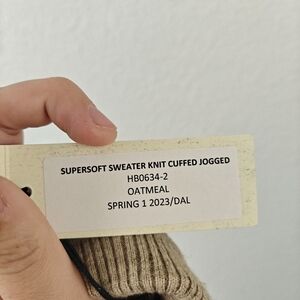 SUPERSOFT SWEATER KNIT CUFFED JOGGED
HB0634-2
OATMEAL
SPRING 1 2023/DAL